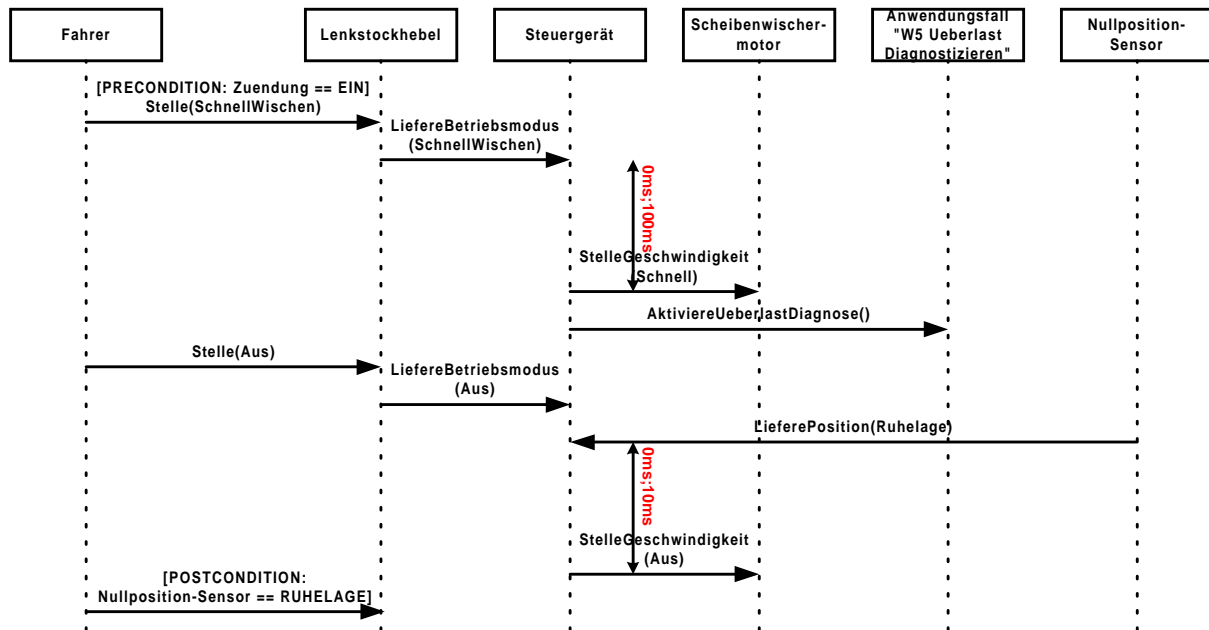 Fahrer
Lenkstockhebel
Steuergerät
Scheibenwischer-
motor
Anwendungsfall
"W5 Ueberlast
Diagnostizieren"
Nullposition-
Sensor
[PRECONDITION: Zuendung == EIN]
Stelle(SchnellWischen)
LiefereBetriebsmodus
(SchnellWischen)
0ms;100ms
StelleGeschwindigkeit
(Schnell)
AktiviereUeberlastDiagnose()
Stelle(Aus)
LiefereBetriebsmodus
(Aus)
LieferePosition(Ruhelage)
0ms;10ms
StelleGeschwindigkeit
(Aus)
[POSTCONDITION:
Nullposition-Sensor == RUHELAGE]